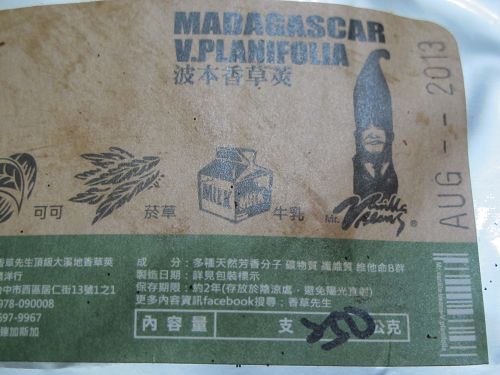 MADAGASCAR
V.PLANIFOLIA
波本香草莢
AUG -- 2013
可可
菸草
MILK
牛乳
Mr.
Vanilla
香草先生頂級大溪地香草莢
洋行
中市西區居仁街13號1之1
978-090008
697-9967
達加斯加
成 分：多種天然芳香分子 礦物質 纖維質 維他命B群
製造日期：詳見包裝標示
保存期限：約2年(存放於陰涼處、避免陽光直射)
更多內容資訊facebook搜尋：香草先生
內容量 支 公克